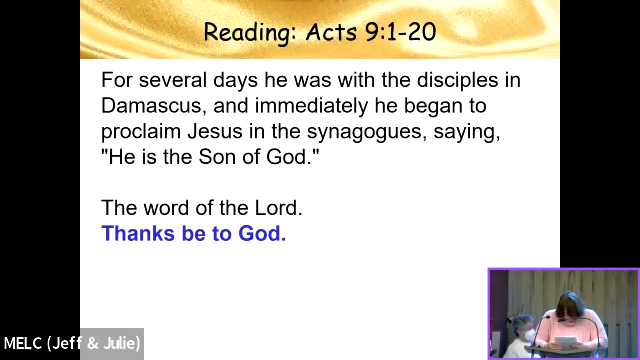 Reading: Acts 9:1-20
For several days he was with the disciples in
Damascus, and immediately he began to
proclaim Jesus in the synagogues, saying,
"He is the Son of God."
The word of the Lord.
Thanks be to God.
MELC (Jeff & Julie)